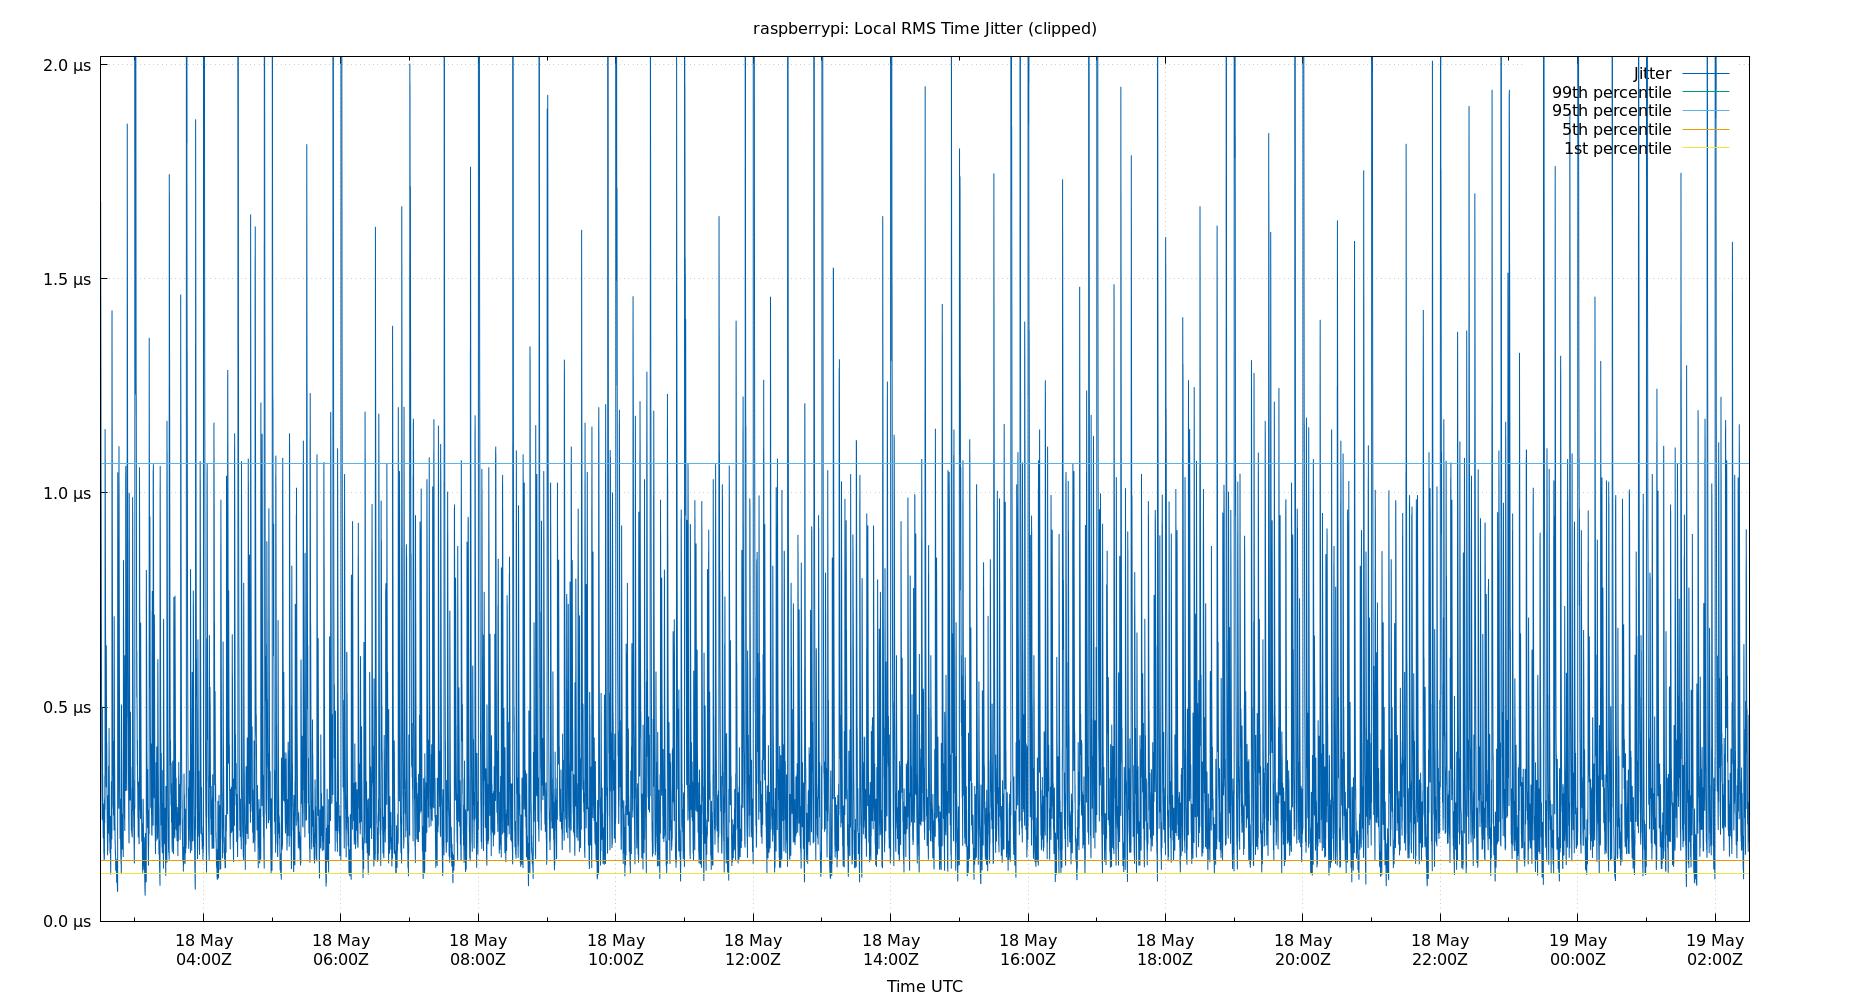 raspberrypi: Local RMS Time Jitter (clipped)
2.0 µs
1.5 µs
1.0 µs
0.5 µs
0.0 µs
Jitter
99th percentile
95th percentile
5th percentile
1st percentile
18 May 18 May 18 May 18 May 18 May 18 May 18 May 18 May 18 May 18 May 19 May 19 May
04:00Z 06:00Z 08:00Z 10:00Z 12:00Z 14:00Z 16:00Z 18:00Z 20:00Z 22:00Z 00:00Z 02:00Z
Time UTC